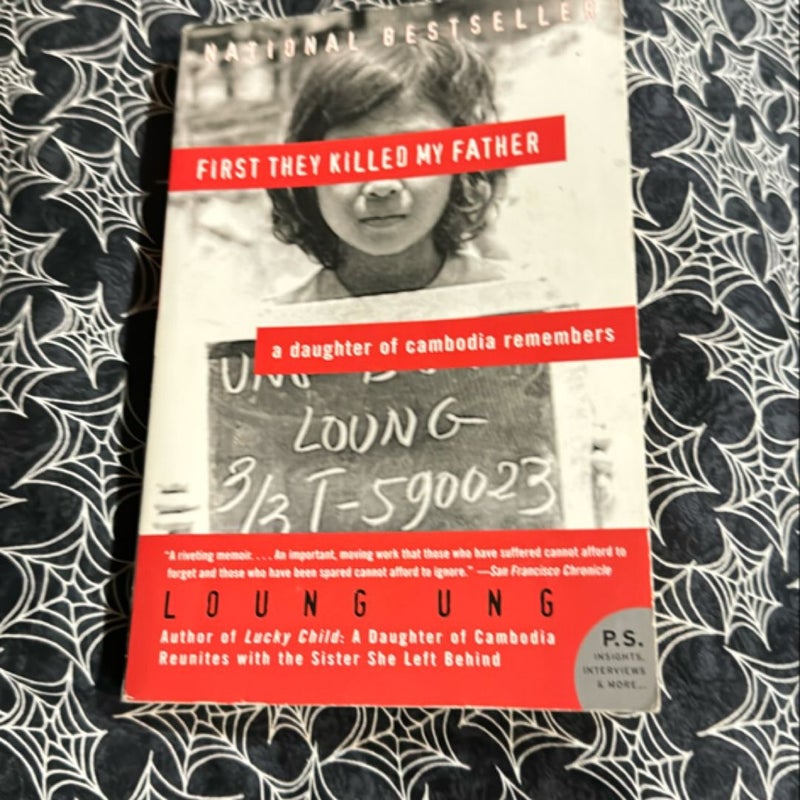 NATIONAL BESTSELLER
FIRST THEY KILLED MY FATHER
a daughter of cambodia remembers
UNG
LOUNG
3/3 T-590023
"A riveting memoir. . . . An important, moving work that those who have suffered cannot afford to
forget and those who have been spared cannot afford to ignore." —San Francisco Chronicle
LOUNG UNG
Author of Lucky Child: A Daughter of Cambodia
Reunites with the Sister She Left Behind
P.S.
INSIGHTS,
INTERVIEWS
& MORE...